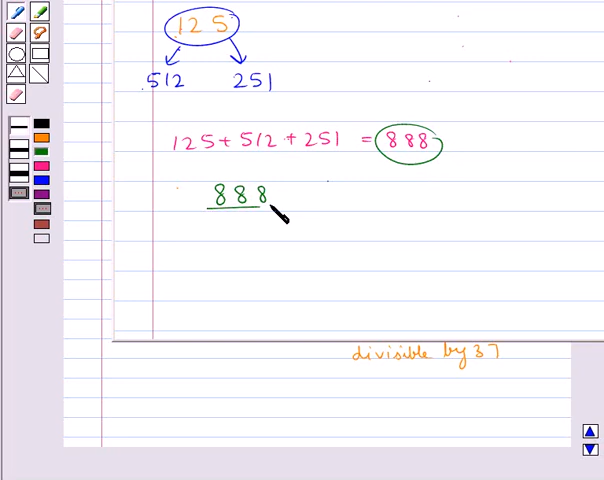 125
512 251
125 + 512 + 251 = 888
888
divisible by 37